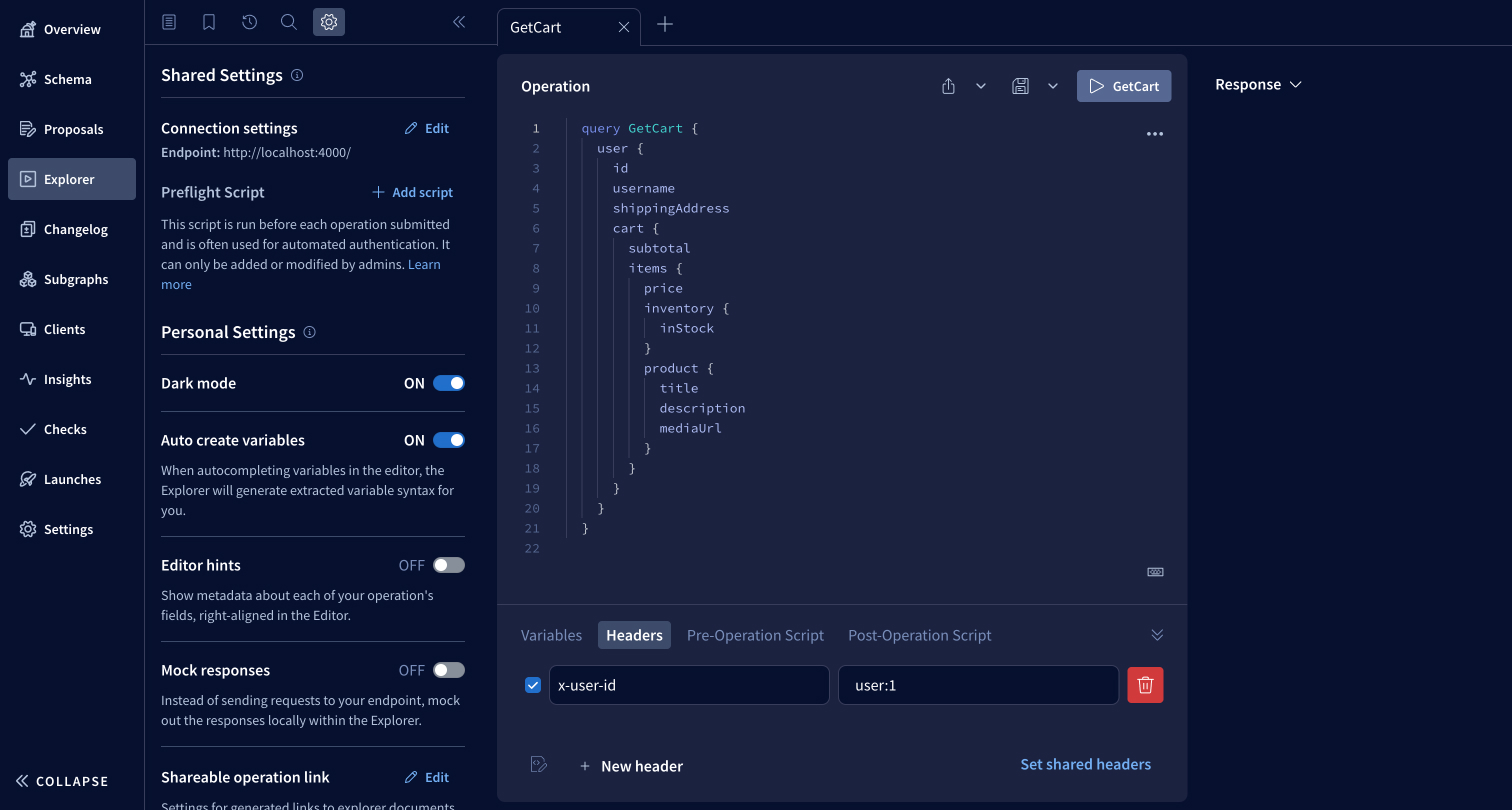 Overview
Schema
Proposals
Explorer
Changelog
Subgraphs
Clients
Insights
Checks
Launches
Settings
COLLAPSE
Shared Settings
Connection settings
Edit
Endpoint: http://localhost:4000/
Preflight Script
Add script
This script is run before each operation submitted
and is often used for automated authentication. It
can only be added or modified by admins. Learn
more
Personal Settings
Dark mode
ON
Auto create variables
ON
When autocompleting variables in the editor, the
Explorer will generate extracted variable syntax for
you.
Editor hints
OFF
Show metadata about each of your operation's
fields, right-aligned in the Editor.
Mock responses
OFF
Instead of sending requests to your endpoint, mock
out the responses locally within the Explorer.
Shareable operation link
Edit
Settings for generated links to explorer documents
GetCart
Operation
GetCart
1 query GetCart {
2 user {
3 id
4 username
5 shippingAddress
6 cart {
7 subtotal
8 items {
9 price
10 inventory {
11 inStock
12 }
13 product {
14 title
15 description
16 mediaUrl
17 }
18 }
19 }
20 }
21 }
22
Variables
Headers
Pre-Operation Script
Post-Operation Script
x-user-id
user:1
+ New header
Set shared headers
Response